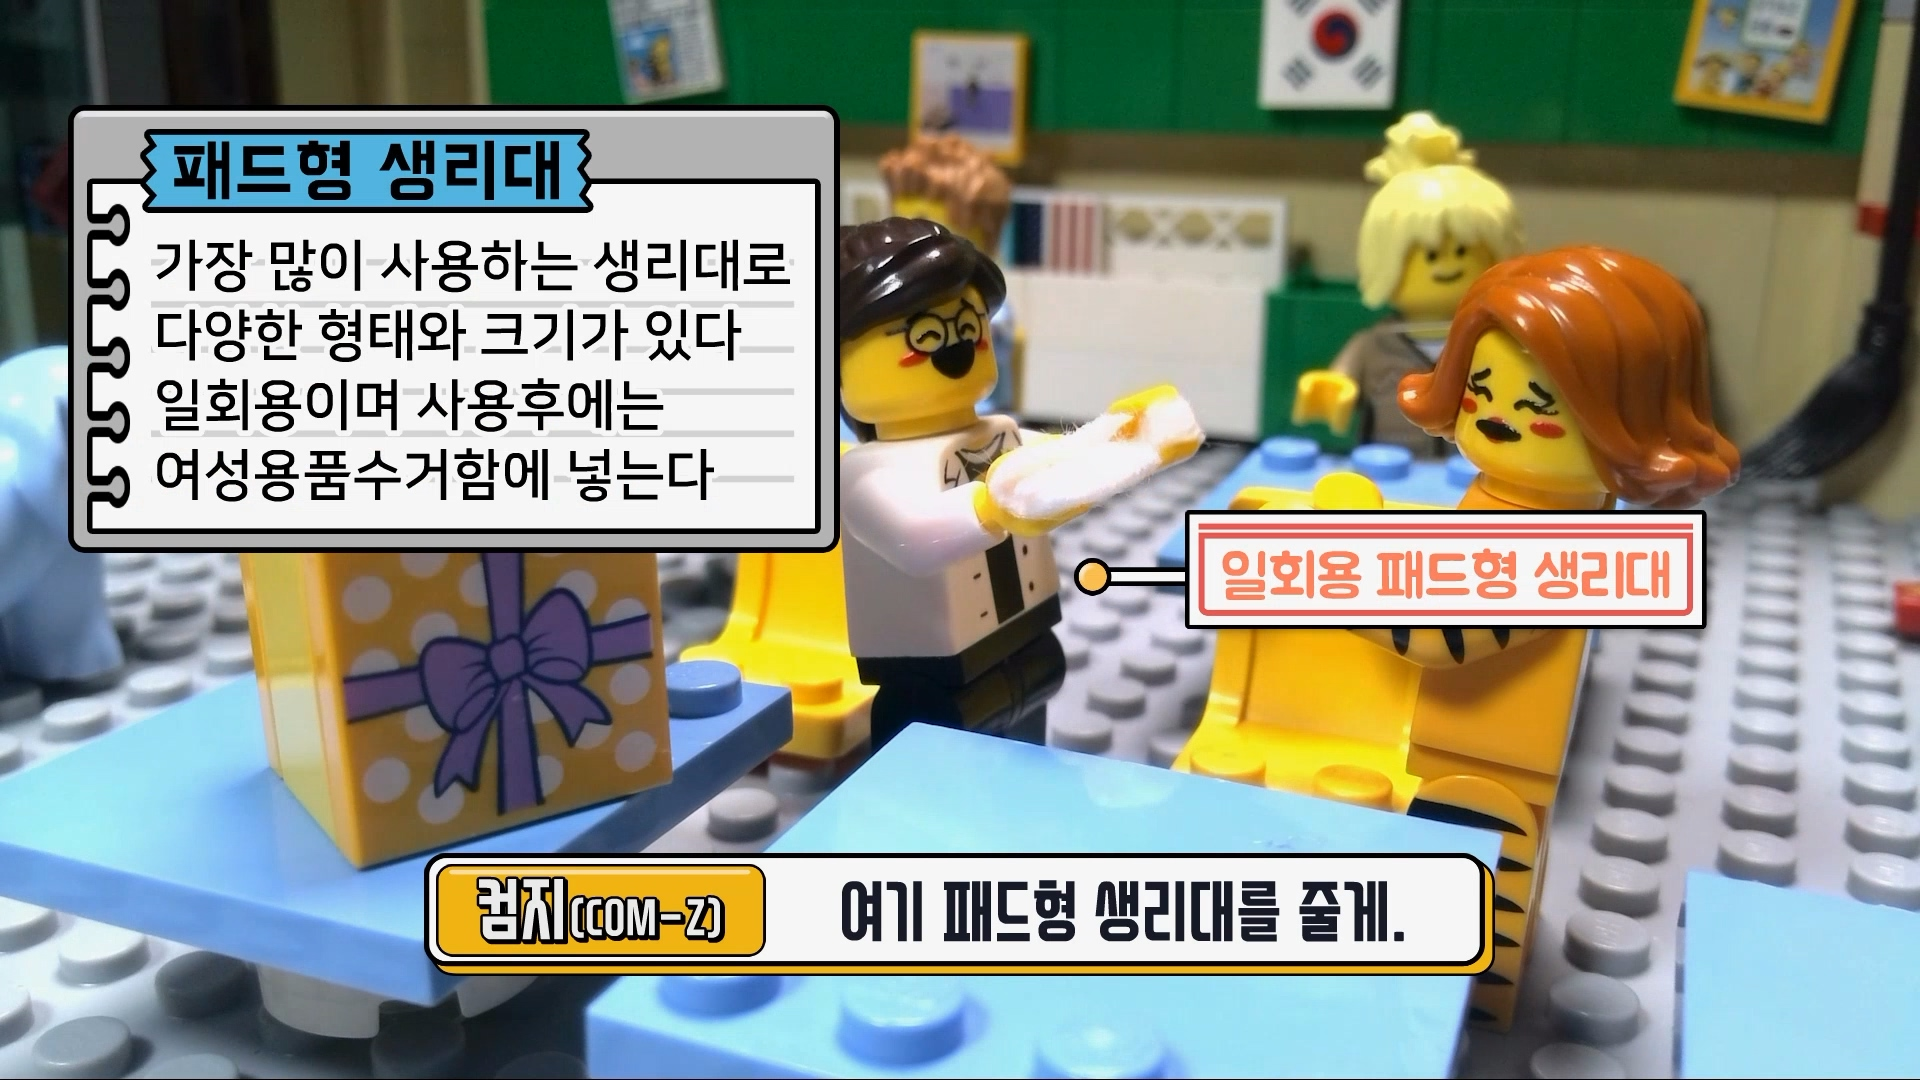 패드형 생리대
가장 많이 사용하는 생리대로
다양한 형태와 크기가 있다
일회용이며 사용후에는
여성용품수거함에 넣는다
일회용 패드형 생리대
컴지(COM-Z)
여기 패드형 생리대를 줄게.